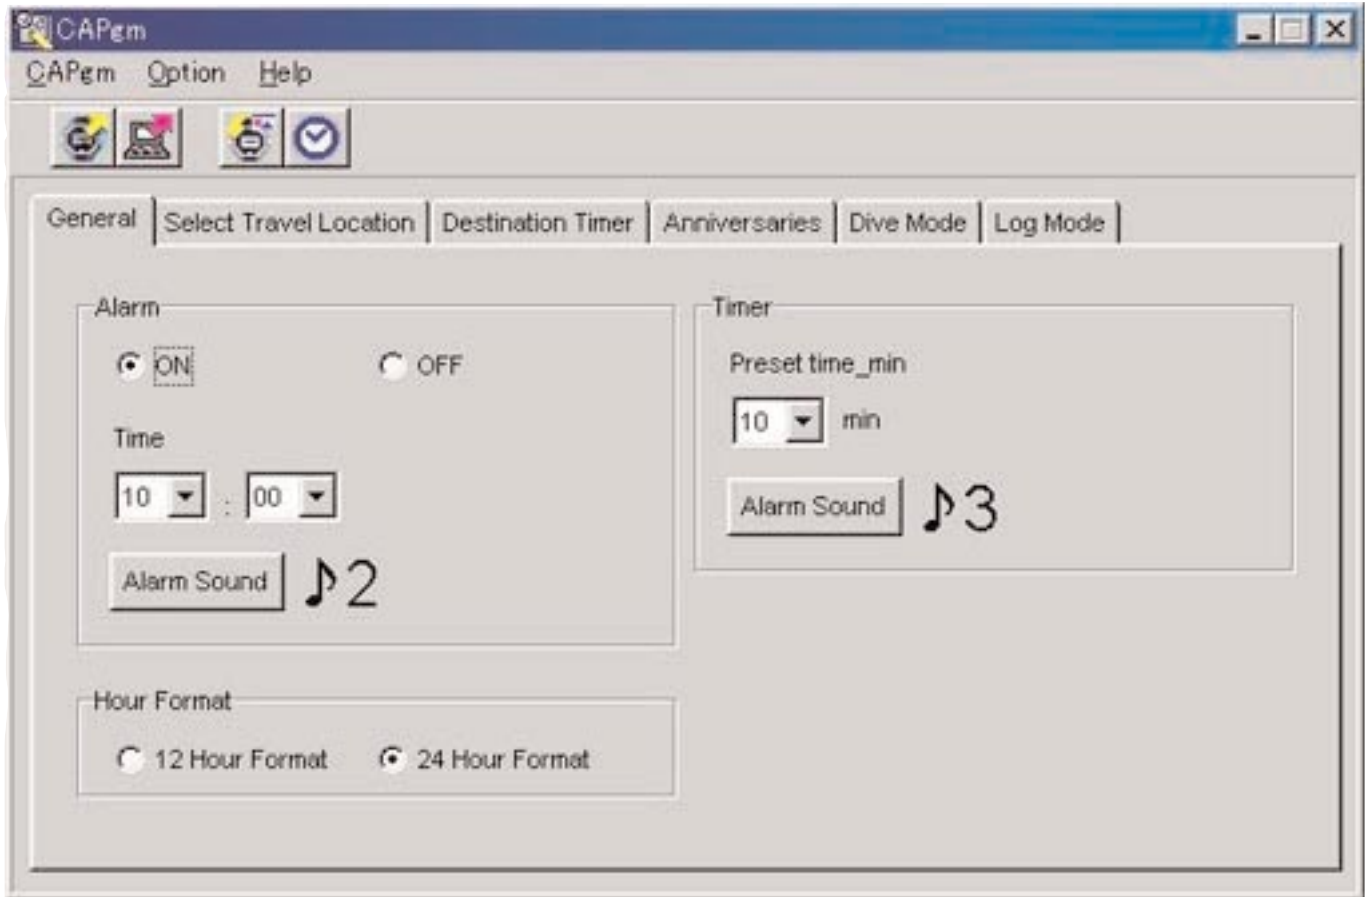 CAPgm
CAPgm Option Help
General Select Travel Location Destination Timer Anniversaries Dive Mode Log Mode
Alarm
ON OFF
Time
10 : 00
Alarm Sound ♪2
Timer
Preset time_min
10 min
Alarm Sound ♪3
Hour Format
12 Hour Format 24 Hour Format